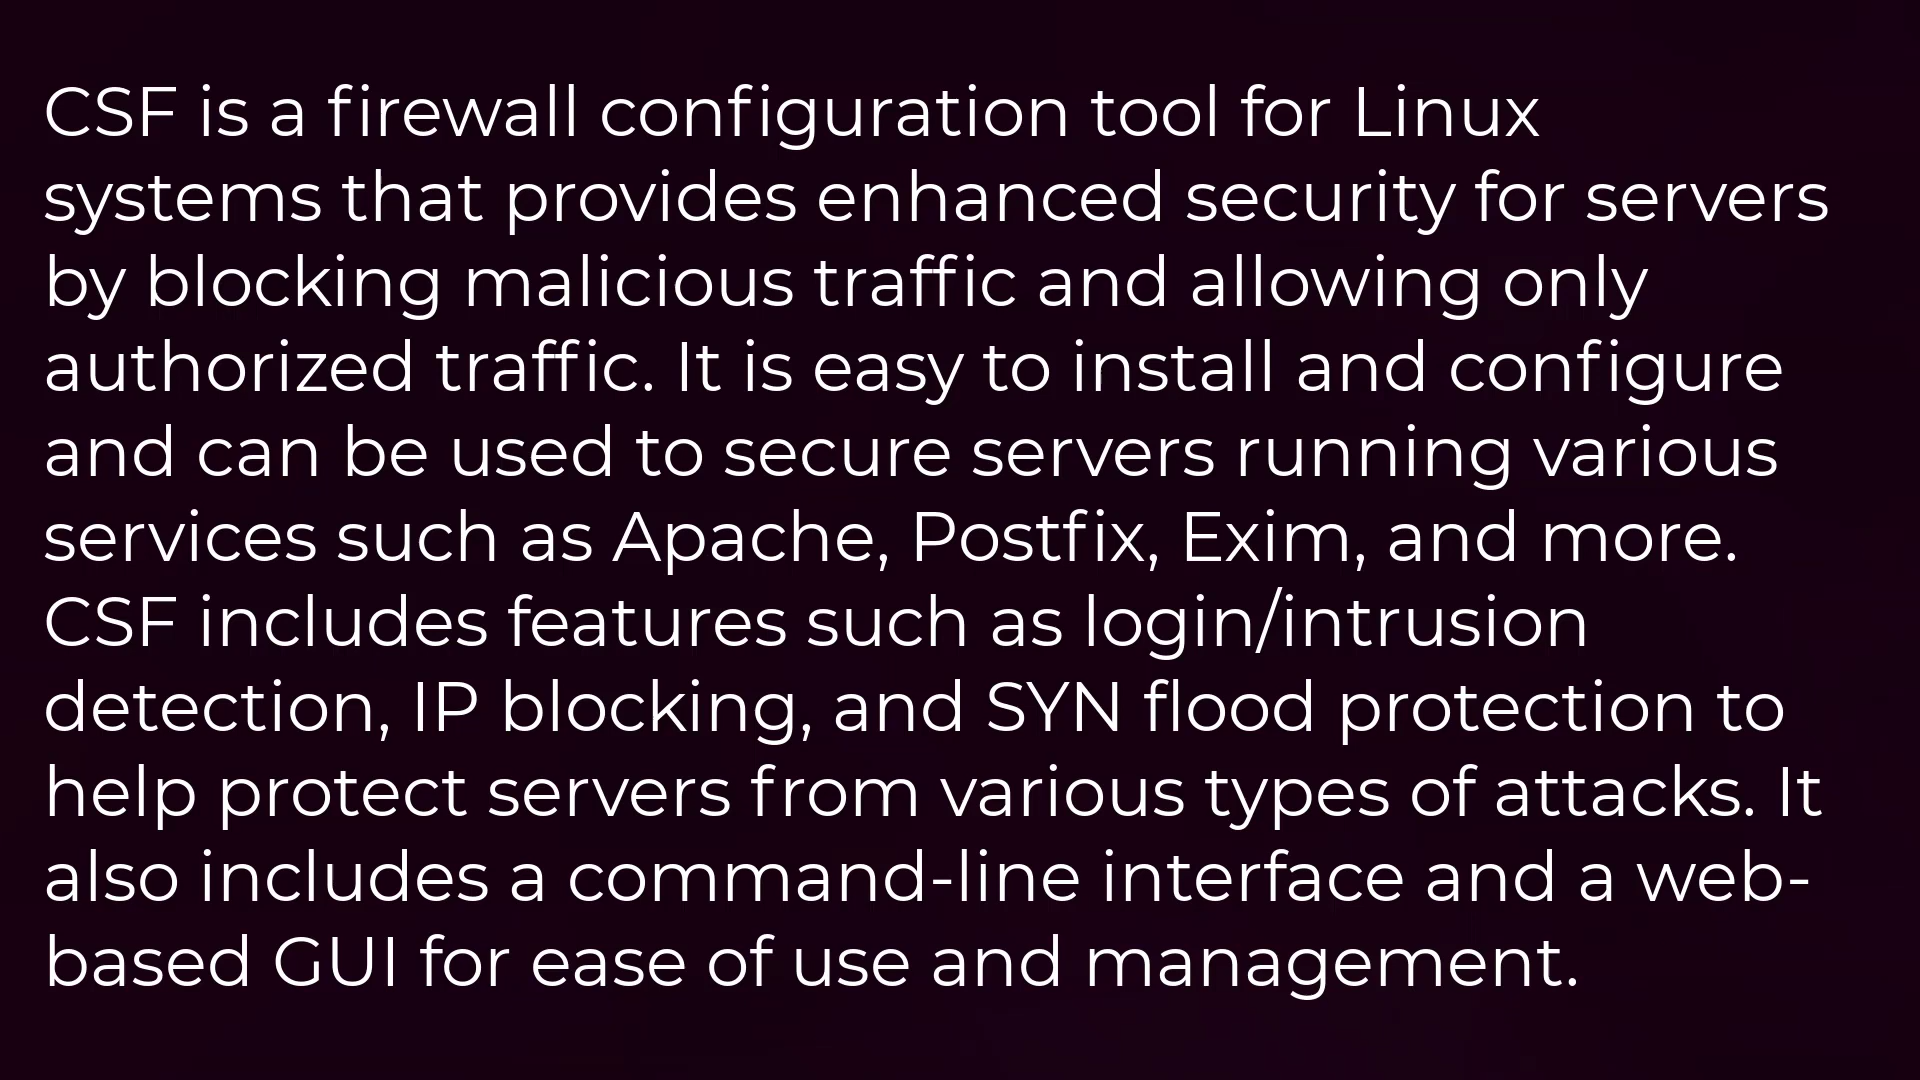 CSF is a firewall configuration tool for Linux
systems that provides enhanced security for servers
by blocking malicious traffic and allowing only
authorized traffic. It is easy to install and configure
and can be used to secure servers running various
services such as Apache, Postfix, Exim, and more.
CSF includes features such as login/intrusion
detection, IP blocking, and SYN flood protection to
help protect servers from various types of attacks. It
also includes a command-line interface and a web-
based GUI for ease of use and management.